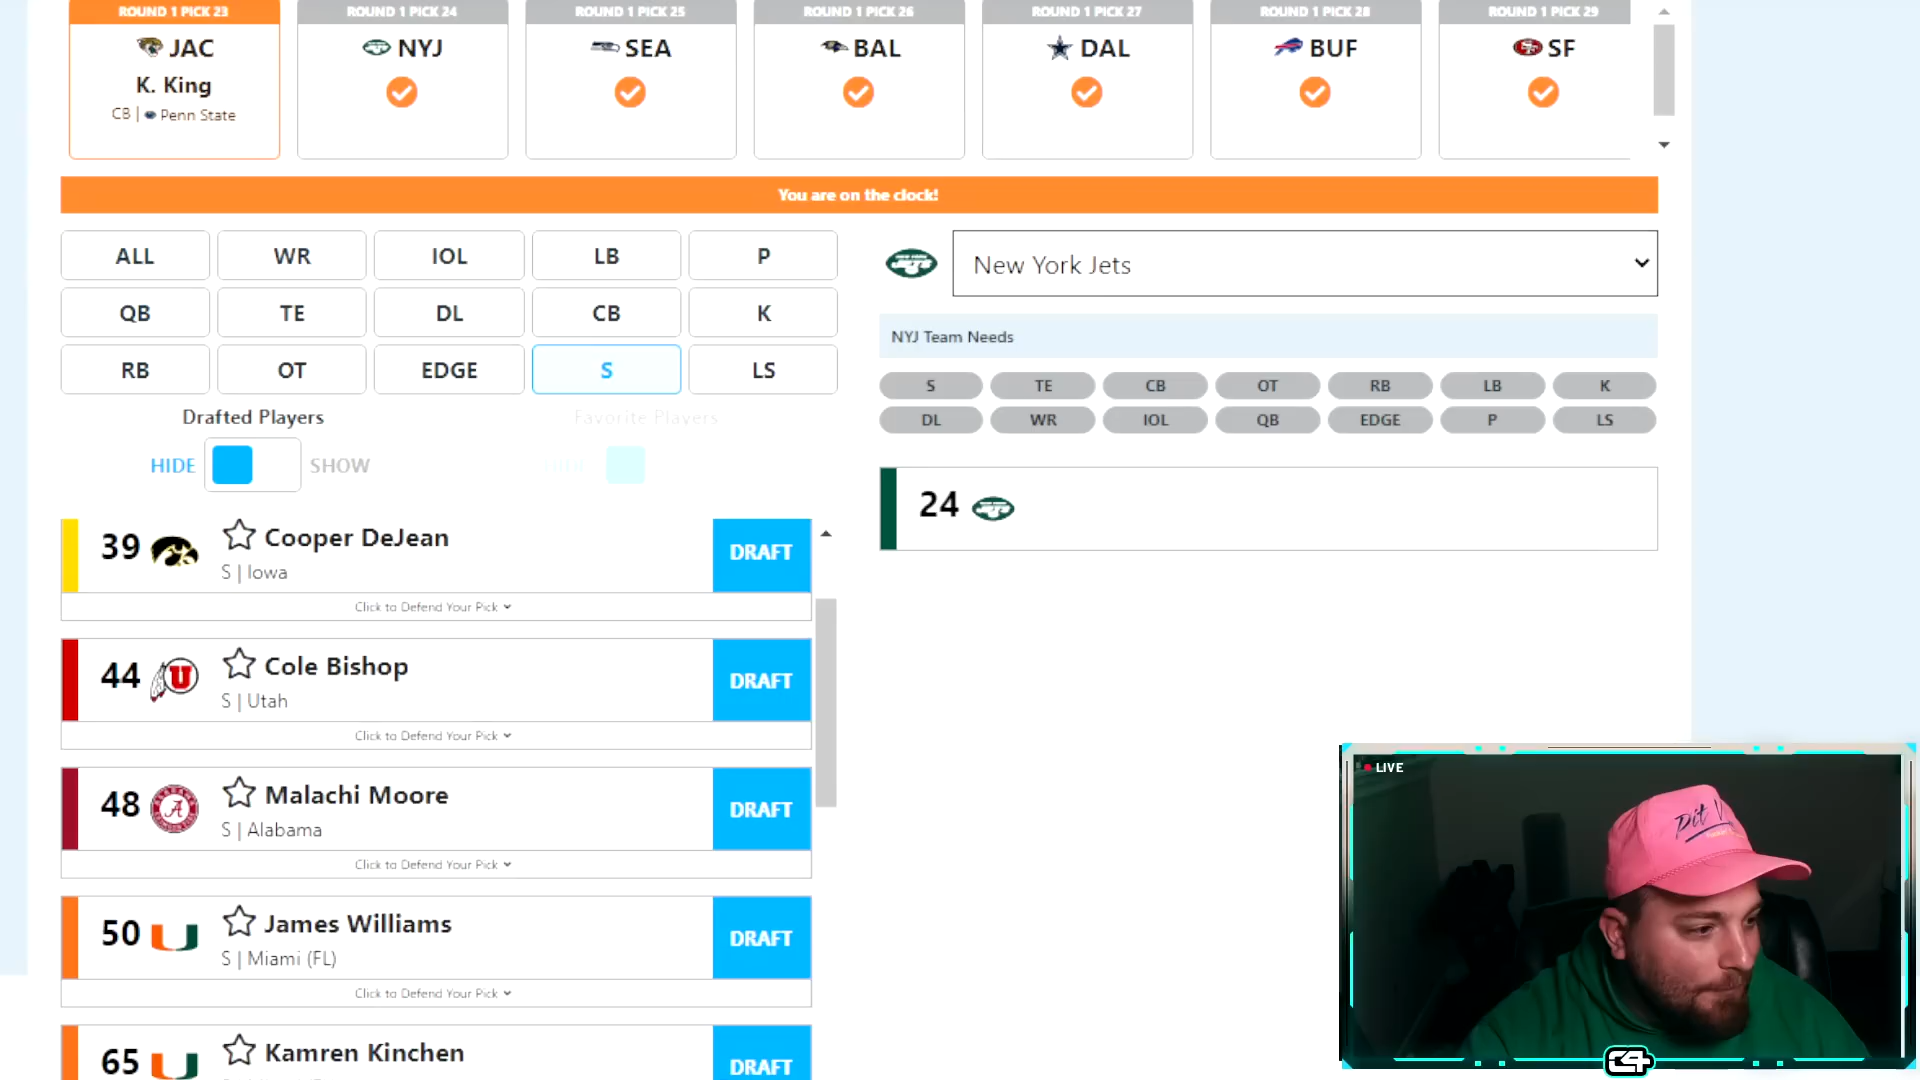 ROUND 1 PICK 23
JAC
K. King
CB | Penn State
ROUND 1 PICK 24
NYJ
ROUND 1 PICK 25
SEA
ROUND 1 PICK 26
BAL
ROUND 1 PICK 27
DAL
ROUND 1 PICK 28
BUF
ROUND 1 PICK 29
SF
You are on the clock!
ALL WR IOL LB P
QB TE DL CB K
RB OT EDGE S LS
Drafted Players
HIDE SHOW
Favorite Players
HIDE
39 Cooper DeJean DRAFT
S | Iowa
Click to Defend Your Pick
44 Cole Bishop DRAFT
S | Utah
Click to Defend Your Pick
48 Malachi Moore DRAFT
S | Alabama
Click to Defend Your Pick
50 James Williams DRAFT
S | Miami (FL)
Click to Defend Your Pick
65 Kamren Kinchen DRAFT
New York Jets
NYJ Team Needs
S TE CB OT RB LB K
DL WR IOL QB EDGE P LS
24
LIVE
Pit V